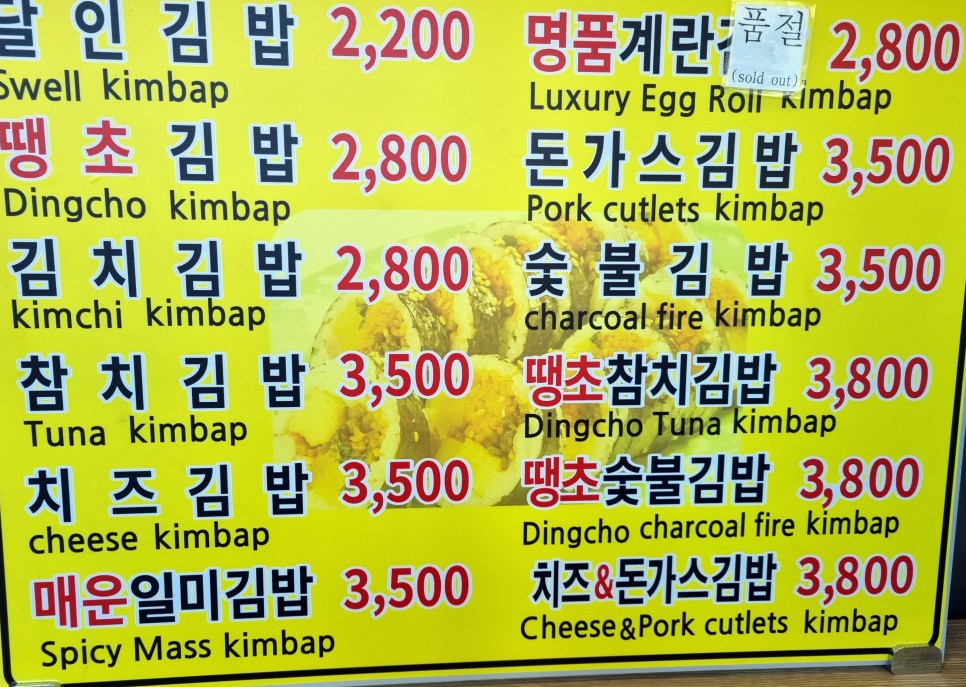 달인김밥 2,200
Swell kimbap
땡초김밥 2,800
Dingcho kimbap
김치김밥 2,800
kimchi kimbap
참치김밥 3,500
Tuna kimbap
치즈김밥 3,500
cheese kimbap
매운일미김밥 3,500
Spicy Mass kimbap
명품계란 2,800
품절
(sold out)
Luxury Egg Roll kimbap
돈가스김밥 3,500
Pork cutlets kimbap
숯불김밥 3,500
charcoal fire kimbap
땡초참치김밥 3,800
Dingcho Tuna kimbap
땡초숯불김밥 3,800
Dingcho charcoal fire kimbap
치즈&돈가스김밥 3,800
Cheese&Pork cutlets kimbap